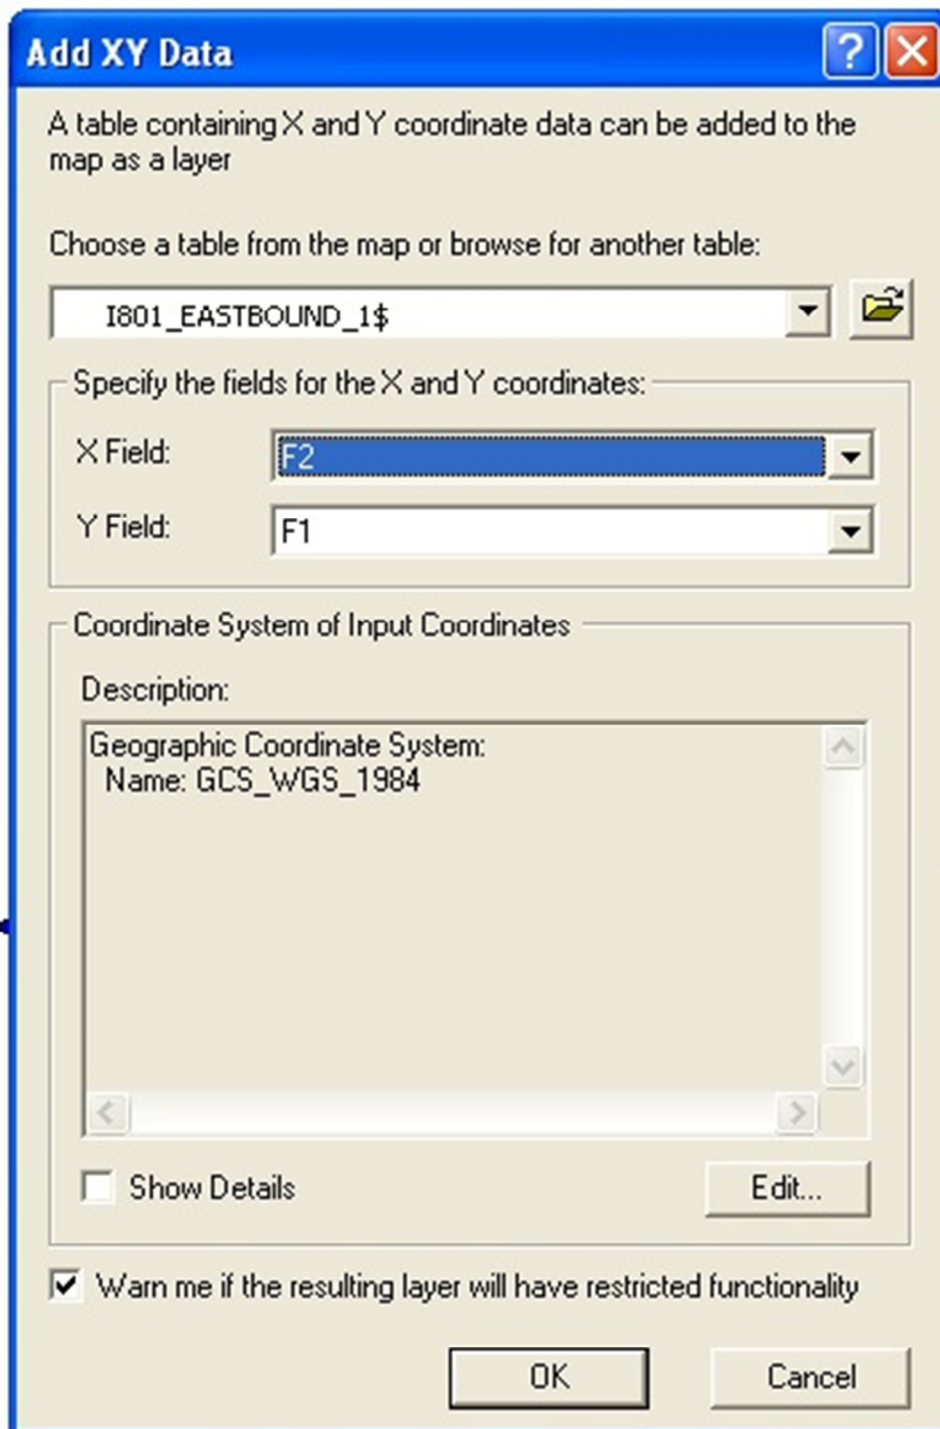 Add XY Data
A table containing X and Y coordinate data can be added to the
map as a layer
Choose a table from the map or browse for another table:
I801_EASTBOUND_1$
Specify the fields for the X and Y coordinates:
X Field:
F2
Y Field:
F1
Coordinate System of Input Coordinates
Description:
Geographic Coordinate System:
Name: GCS_WGS_1984
Show Details
Edit...
Warn me if the resulting layer will have restricted functionality
OK
Cancel